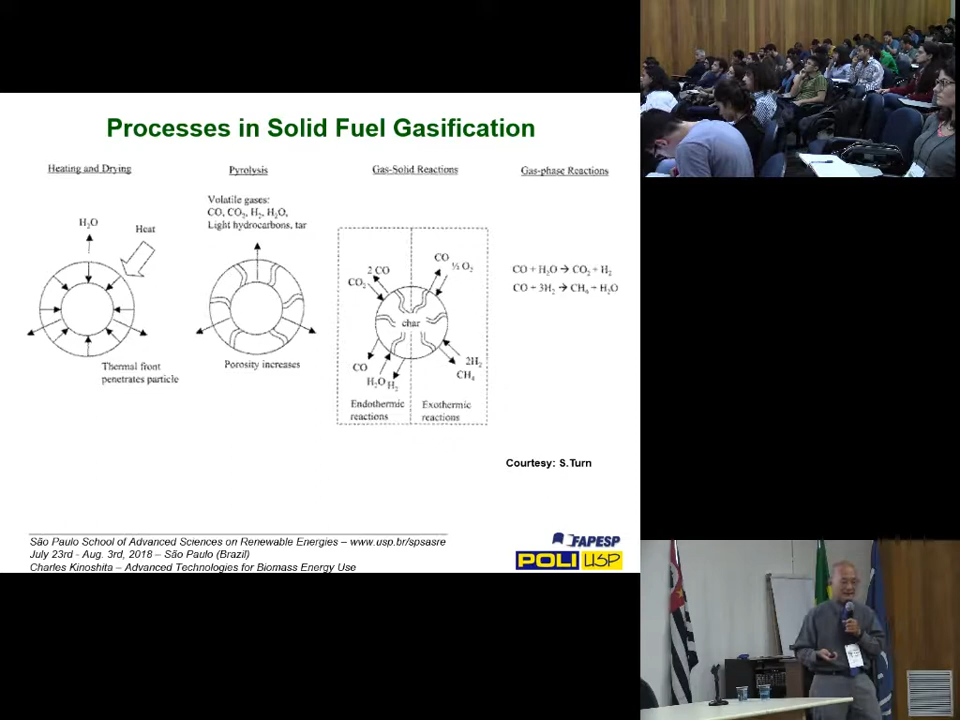 Processes in Solid Fuel Gasification
Heating and Drying
Pyrolysis
Gas-Solid Reactions
Gas-phase Reactions
Volatile gases:
CO, CO₂, H₂, H₂O,
Light hydrocarbons, tar
H₂O
Heat
Thermal front
penetrates particle
Porosity increases
2 CO
CO₂
CO
½ O₂
char
CO
H₂O
H₂
2H₂
CH₄
Endothermic
reactions
Exothermic
reactions
CO + H₂O → CO₂ + H₂
CO + 3H₂ → CH₄ + H₂O
Courtesy: S.Turn
São Paulo School of Advanced Sciences on Renewable Energies – www.usp.br/spsasre
July 23rd - Aug. 3rd, 2018 – São Paulo (Brazil)
Charles Kinoshita – Advanced Technologies for Biomass Energy Use
FAPESP
POLI USP